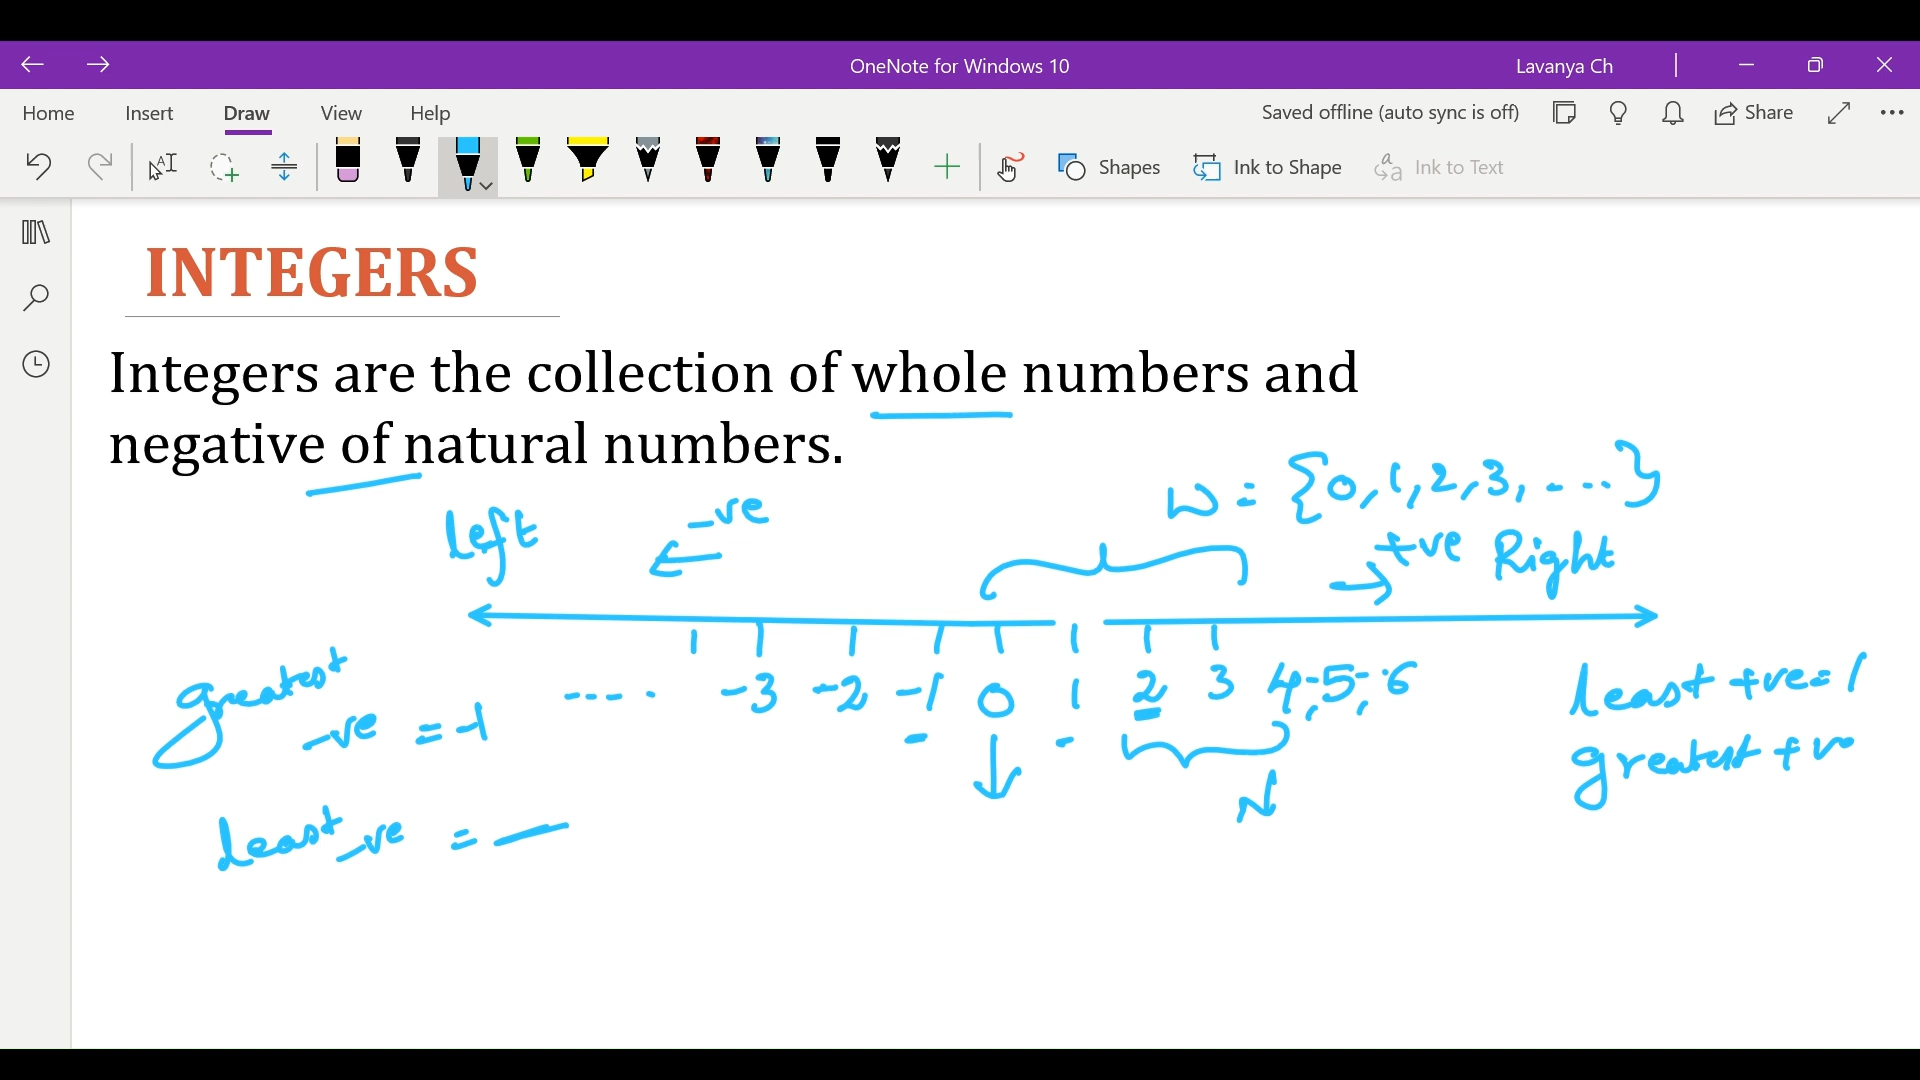 OneNote for Windows 10
Lavanya Ch
Home Insert Draw View Help
Saved offline (auto sync is off) Share
Shapes Ink to Shape Ink to Text
INTEGERS
Integers are the collection of whole numbers and
negative of natural numbers.
W = {0,1,2,3, ....}
left -ve
+ve Right
.... -3 -2 -1 0 1 2 3 4, 5, 6
greatest
-ve = -1
least +ve = 1
greatest +ve
N
least -ve =